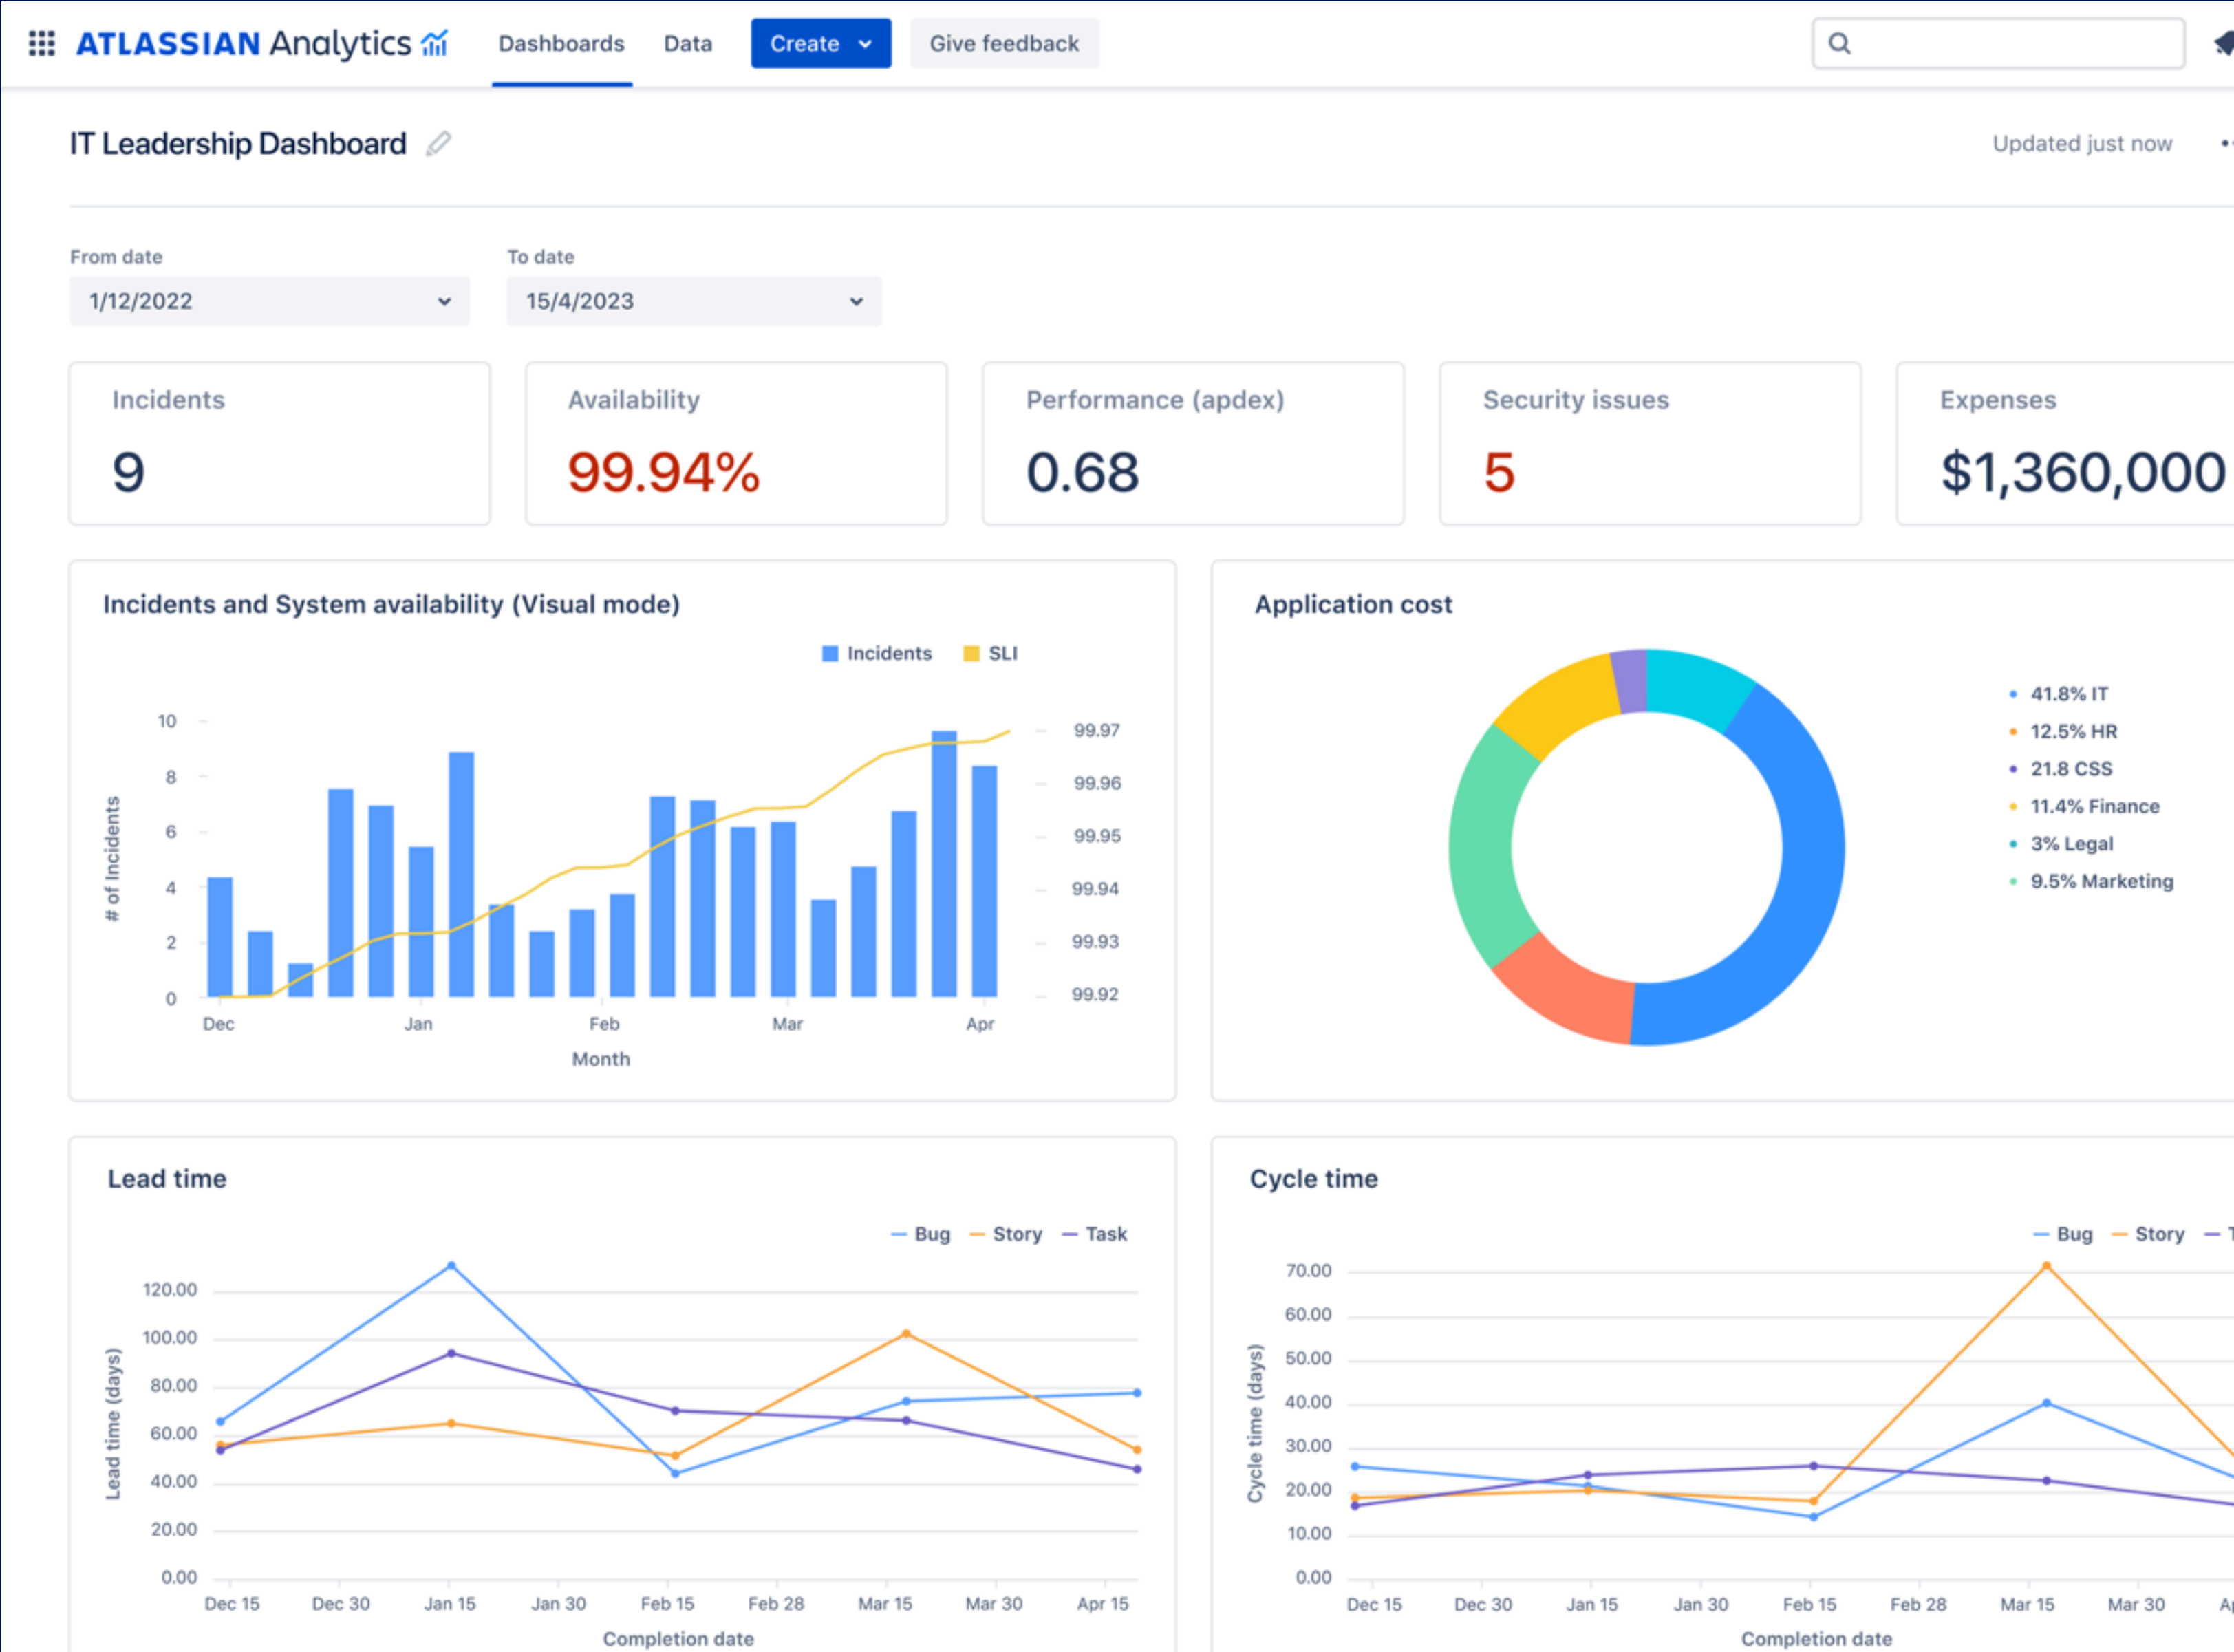 ATLASSIAN Analytics Dashboards Data Create Give feedback
IT Leadership Dashboard Updated just now
From date To date
1/12/2022 15/4/2023
Incidents Availability Performance (apdex) Security issues Expenses
9 99.94% 0.68 5 $1,360,000
Incidents and System availability (Visual mode)
Incidents SLI
10
8
6
4
2
0
# of Incidents
99.97
99.96
99.95
99.94
99.93
99.92
Dec Jan Feb Mar Apr
Month
Application cost
41.8% IT
12.5% HR
21.8 CSS
11.4% Finance
3% Legal
9.5% Marketing
Lead time
Bug Story Task
120.00
100.00
80.00
60.00
40.00
20.00
0.00
Lead time (days)
Dec 15 Dec 30 Jan 15 Jan 30 Feb 15 Feb 28 Mar 15 Mar 30 Apr 15
Completion date
Cycle time
Bug Story
70.00
60.00
50.00
40.00
30.00
20.00
10.00
0.00
Cycle time (days)
Dec 15 Dec 30 Jan 15 Jan 30 Feb 15 Feb 28 Mar 15 Mar 30
Completion date